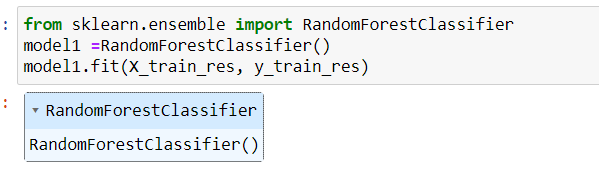 : from sklearn.ensemble import RandomForestClassifier
model1 =RandomForestClassifier()
model1.fit(X_train_res, y_train_res)
: ▾ RandomForestClassifier
RandomForestClassifier()